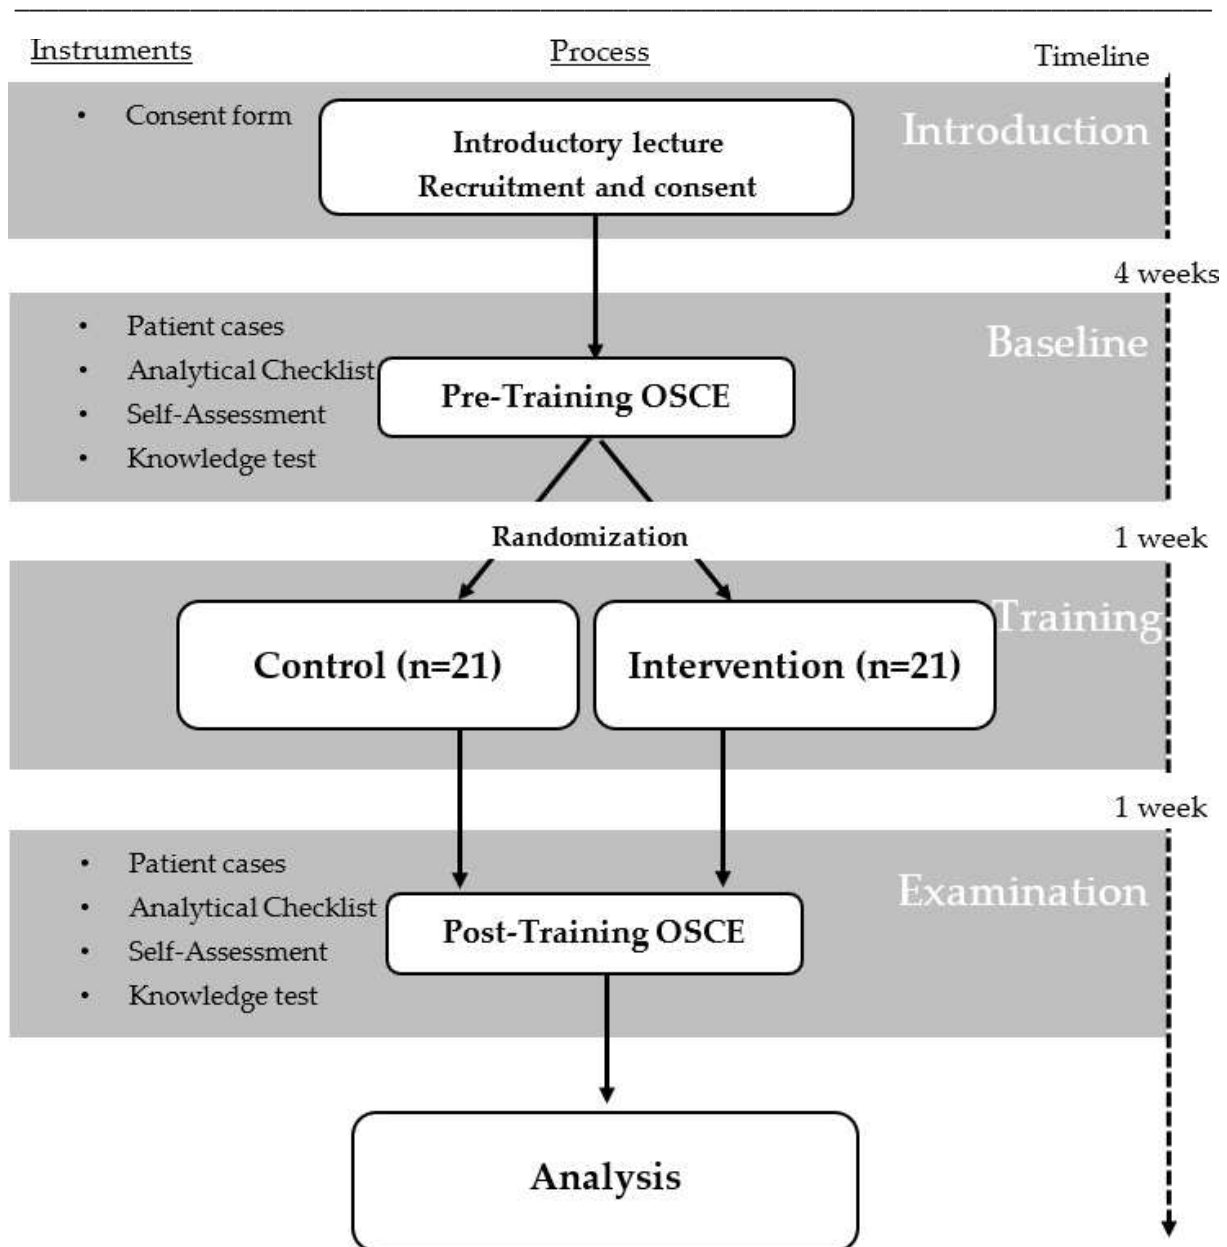 Instruments
Process
Timeline
• Consent form
Introductory lecture
Recruitment and consent
Introduction
4 weeks
• Patient cases
• Analytical Checklist
• Self-Assessment
• Knowledge test
Pre-Training OSCE
Baseline
Randomization
1 week
Control (n=21)
Intervention (n=21)
Training
1 week
• Patient cases
• Analytical Checklist
• Self-Assessment
• Knowledge test
Post-Training OSCE
Examination
Analysis